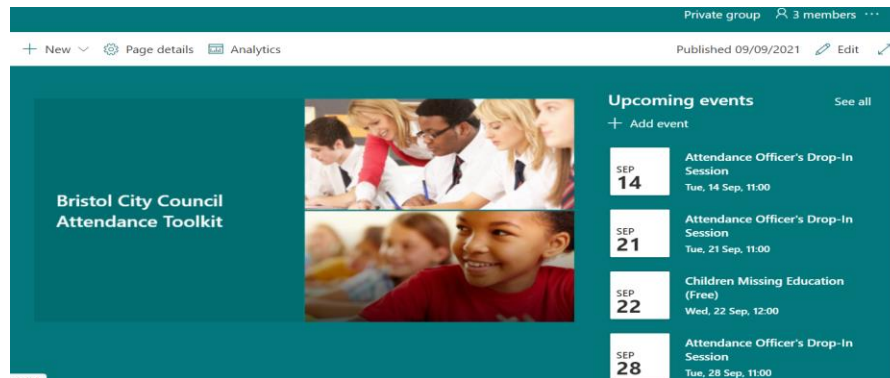 Private group 3 members ...
+ New Page details Analytics
Published 09/09/2021 Edit
Bristol City Council
Attendance Toolkit
Upcoming events See all
+ Add event
SEP
14
Attendance Officer's Drop-In
Session
Tue, 14 Sep, 11:00
SEP
21
Attendance Officer's Drop-In
Session
Tue, 21 Sep, 11:00
SEP
22
Children Missing Education
(Free)
Wed, 22 Sep, 12:00
SEP
28
Attendance Officer's Drop-In
Session
Tue, 28 Sep, 11:00